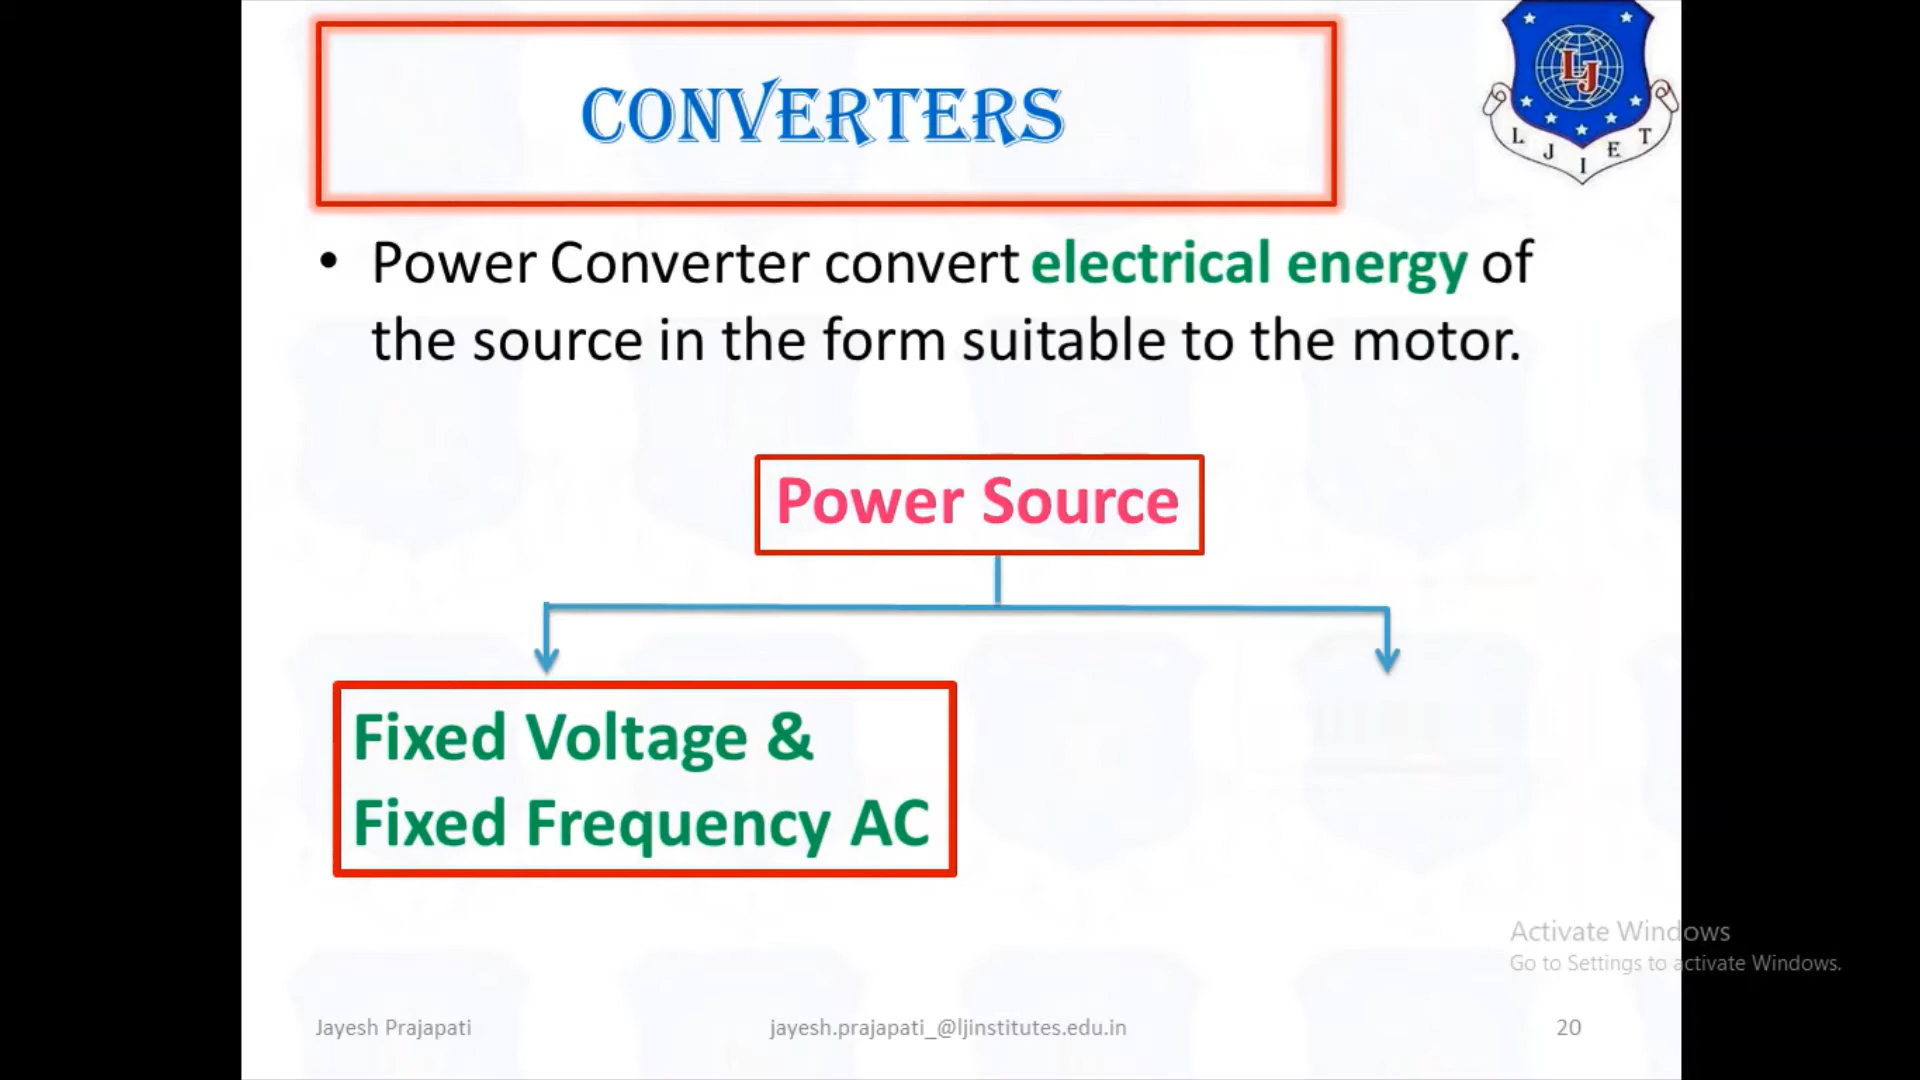 CONVERTERS
LJ
L J I E T
• Power Converter convert electrical energy of
the source in the form suitable to the motor.
Power Source
Fixed Voltage &
Fixed Frequency AC
Activate Windows
Go to Settings to activate Windows.
Jayesh Prajapati
jayesh.prajapati_@ljinstitutes.edu.in
20